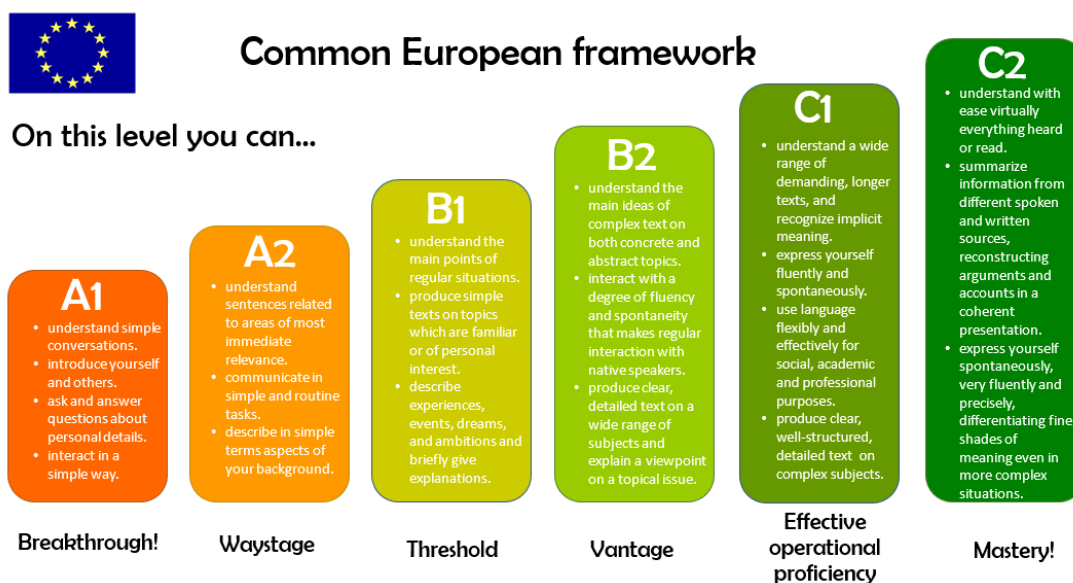 Common European framework
On this level you can...
A1
• understand simple
conversations.
• introduce yourself
and others.
• ask and answer
questions about
personal details.
• interact in a
simple way.
Breakthrough!
A2
• understand
sentences related
to areas of most
immediate
relevance.
• communicate in
simple and routine
tasks.
• describe in simple
terms aspects of
your background.
Waystage
B1
• understand the
main points of
regular situations.
• produce simple
texts on topics
which are familiar
or of personal
interest.
• describe
experiences,
events, dreams,
and ambitions and
briefly give
explanations.
Threshold
B2
• understand the
main ideas of
complex text on
both concrete and
abstract topics.
• interact with a
degree of fluency
and spontaneity
that makes regular
interaction with
native speakers.
• produce clear,
detailed text on a
wide range of
subjects and
explain a viewpoint
on a topical issue.
Vantage
C1
• understand a wide
range of
demanding, longer
texts, and
recognize implicit
meaning.
• express yourself
fluently and
spontaneously.
• use language
flexibly and
effectively for
social, academic
and professional
purposes.
• produce clear,
well-structured,
detailed text on
complex subjects.
Effective
operational
proficiency
C2
• understand with
ease virtually
everything heard
or read.
• summarize
information from
different spoken
and written
sources,
reconstructing
arguments and
accounts in a
coherent
presentation.
• express yourself
spontaneously,
very fluently and
precisely,
differentiating fine
shades of
meaning even in
more complex
situations.
Mastery!